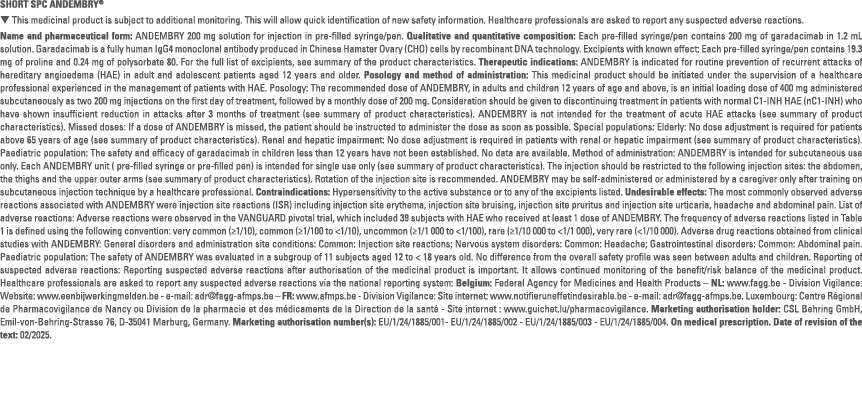 SHORT SPC ANDEMBRY®
▼ This medicinal product is subject to additional monitoring. This will allow quick identification of new safety information. Healthcare professionals are asked to report any suspected adverse reactions.
Name and pharmaceutical form: ANDEMBRY 200 mg solution for injection in pre-filled syringe/pen. Qualitative and quantitative composition: Each pre-filled syringe/pen contains 200 mg of garadacimab in 1.2 mL
solution. Garadacimab is a fully human IgG4 monoclonal antibody produced in Chinese Hamster Ovary (CHO) cells by recombinant DNA technology. Excipients with known effect: Each pre-filled syringe/pen contains 19.3
mg of proline and 0.24 mg of polysorbate 80. For the full list of excipients, see summary of the product characteristics. Therapeutic indications: ANDEMBRY is indicated for routine prevention of recurrent attacks of
hereditary angioedema (HAE) in adult and adolescent patients aged 12 years and older. Posology and method of administration: This medicinal product should be initiated under the supervision of a healthcare
professional experienced in the management of patients with HAE. Posology: The recommended dose of ANDEMBRY, in adults and children 12 years of age and above, is an initial loading dose of 400 mg administered
subcutaneously as two 200 mg injections on the first day of treatment, followed by a monthly dose of 200 mg. Consideration should be given to discontinuing treatment in patients with normal C1-INH HAE (nC1-INH) who
have shown insufficient reduction in attacks after 3 months of treatment (see summary of product characteristics). ANDEMBRY is not intended for the treatment of acute HAE attacks (see summary of product
characteristics). Missed doses: If a dose of ANDEMBRY is missed, the patient should be instructed to administer the dose as soon as possible. Special populations: Elderly: No dose adjustment is required for patients
above 65 years of age (see summary of product characteristics). Renal and hepatic impairment: No dose adjustment is required in patients with renal or hepatic impairment (see summary of product characteristics).
Paediatric population: The safety and efficacy of garadacimab in children less than 12 years have not been established. No data are available. Method of administration: ANDEMBRY is intended for subcutaneous use
only. Each ANDEMBRY unit ( pre-filled syringe or pre-filled pen) is intended for single use only (see summary of product characteristics). The injection should be restricted to the following injection sites: the abdomen,
the thighs and the upper outer arms (see summary of product characteristics). Rotation of the injection site is recommended. ANDEMBRY may be self-administered or administered by a caregiver only after training on
subcutaneous injection technique by a healthcare professional. Contraindications: Hypersensitivity to the active substance or to any of the excipients listed. Undesirable effects: The most commonly observed adverse
reactions associated with ANDEMBRY were injection site reactions (ISR) including injection site erythema, injection site bruising, injection site pruritus and injection site urticaria, headache and abdominal pain. List of
adverse reactions: Adverse reactions were observed in the VANGUARD pivotal trial, which included 39 subjects with HAE who received at least 1 dose of ANDEMBRY. The frequency of adverse reactions listed in Table
1 is defined using the following convention: very common (≥1/10), common (≥1/100 to <1/10), uncommon (≥1/1 000 to <1/100), rare (≥1/10 000 to <1/1 000), very rare (<1/10 000). Adverse drug reactions obtained from clinical
studies with ANDEMBRY: General disorders and administration site conditions: Common: Injection site reactions; Nervous system disorders: Common: Headache; Gastrointestinal disorders: Common: Abdominal pain.
Paediatric population: The safety of ANDEMBRY was evaluated in a subgroup of 11 subjects aged 12 to < 18 years old. No difference from the overall safety profile was seen between adults and children. Reporting of
suspected adverse reactions: Reporting suspected adverse reactions after authorisation of the medicinal product is important. It allows continued monitoring of the benefit/risk balance of the medicinal product.
Healthcare professionals are asked to report any suspected adverse reactions via the national reporting system: Belgium: Federal Agency for Medicines and Health Products – NL: www.fagg.be - Division Vigilance:
Website: www.eenbijwerkingmelden.be - e-mail: adr@fagg-afmps.be – FR: www.afmps.be - Division Vigilance: Site internet: www.notifieruneffetindesirable.be - e-mail: adr@fagg-afmps.be. Luxembourg: Centre Régional
de Pharmacovigilance de Nancy ou Division de la pharmacie et des médicaments de la Direction de la santé - Site internet : www.guichet.lu/pharmacovigilance. Marketing authorisation holder: CSL Behring GmbH,
Emil-von-Behring-Strasse 76, D-35041 Marburg, Germany. Marketing authorisation number(s): EU/1/24/1885/001- EU/1/24/1885/002 - EU/1/24/1885/003 - EU/1/24/1885/004. On medical prescription. Date of revision of the
text: 02/2025.